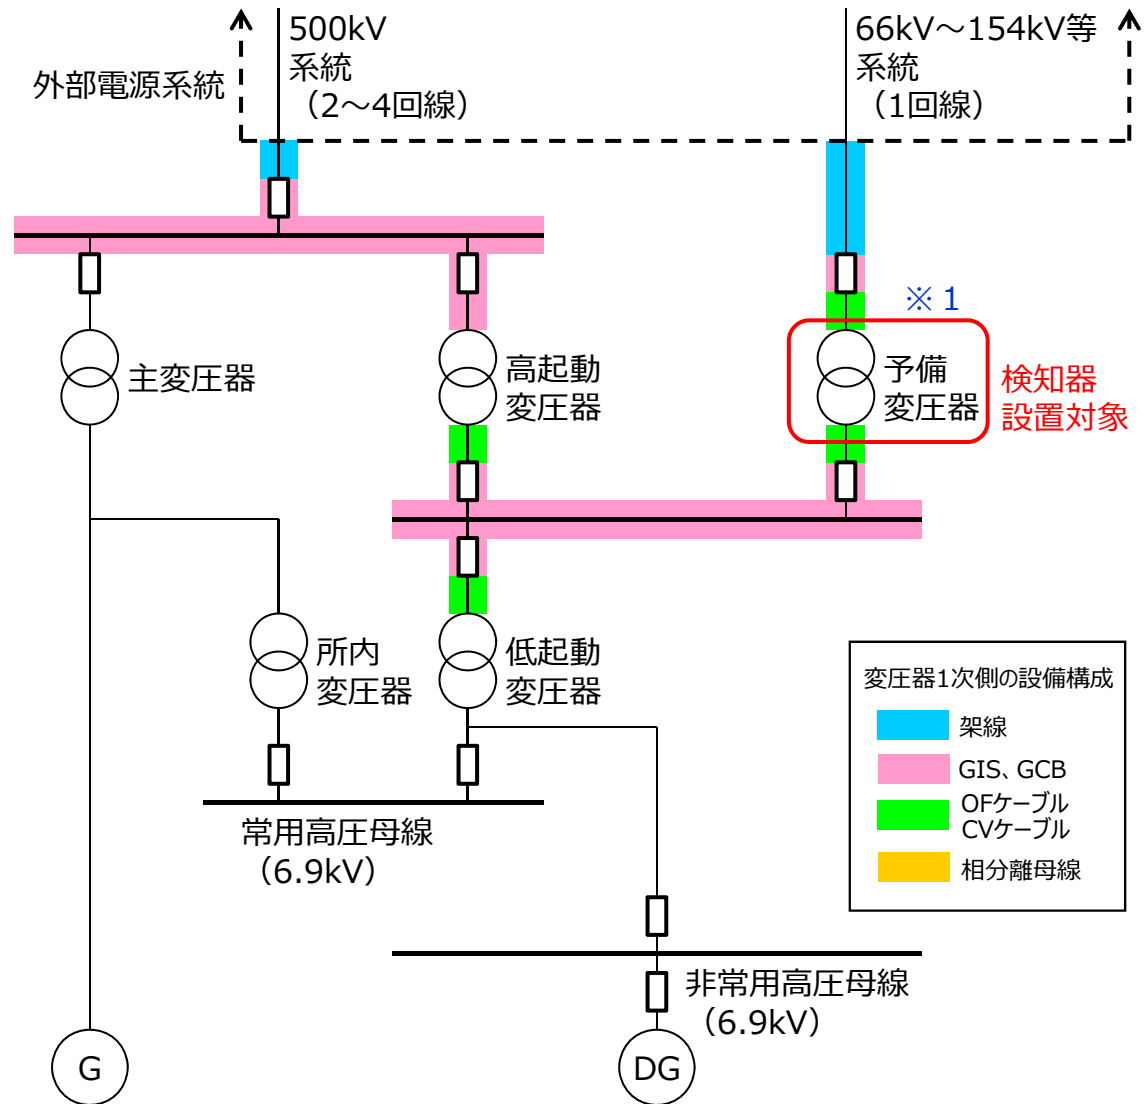 500kV
系統
（2～4回線）
66kV～154kV等
系統
（1回線）
外部電源系統
※１
主変圧器
高起動
変圧器
予備
変圧器
検知器
設置対象
所内
変圧器
低起動
変圧器
変圧器1次側の設備構成
架線
GIS、GCB
OFケーブル
CVケーブル
相分離母線
常用高圧母線
（6.9kV）
非常用高圧母線
（6.9kV）
G
DG